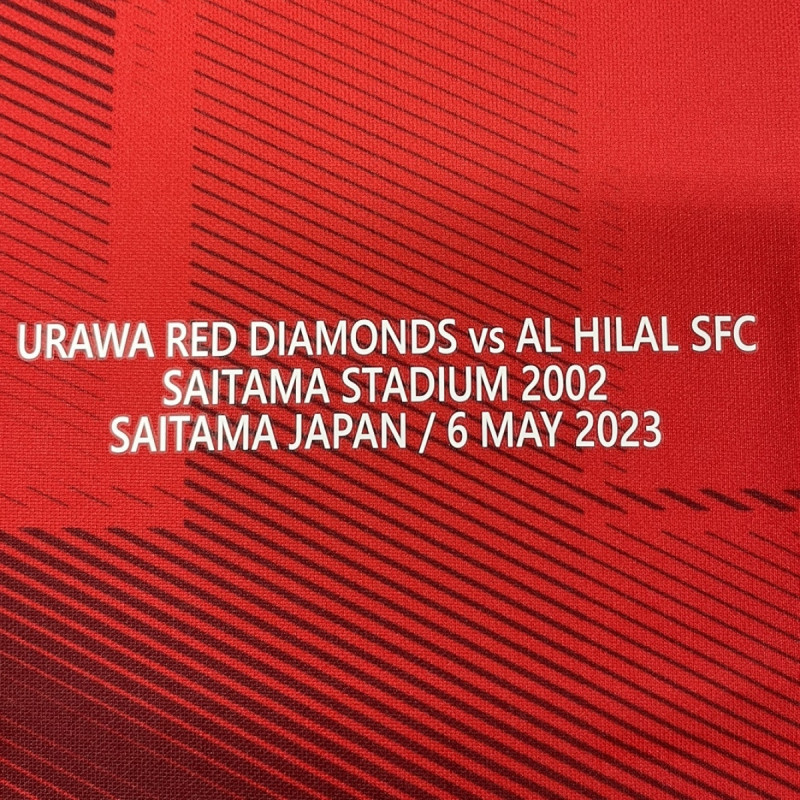 URAWA RED DIAMONDS vs AL HILAL SFC
SAITAMA STADIUM 2002
SAITAMA JAPAN / 6 MAY 2023